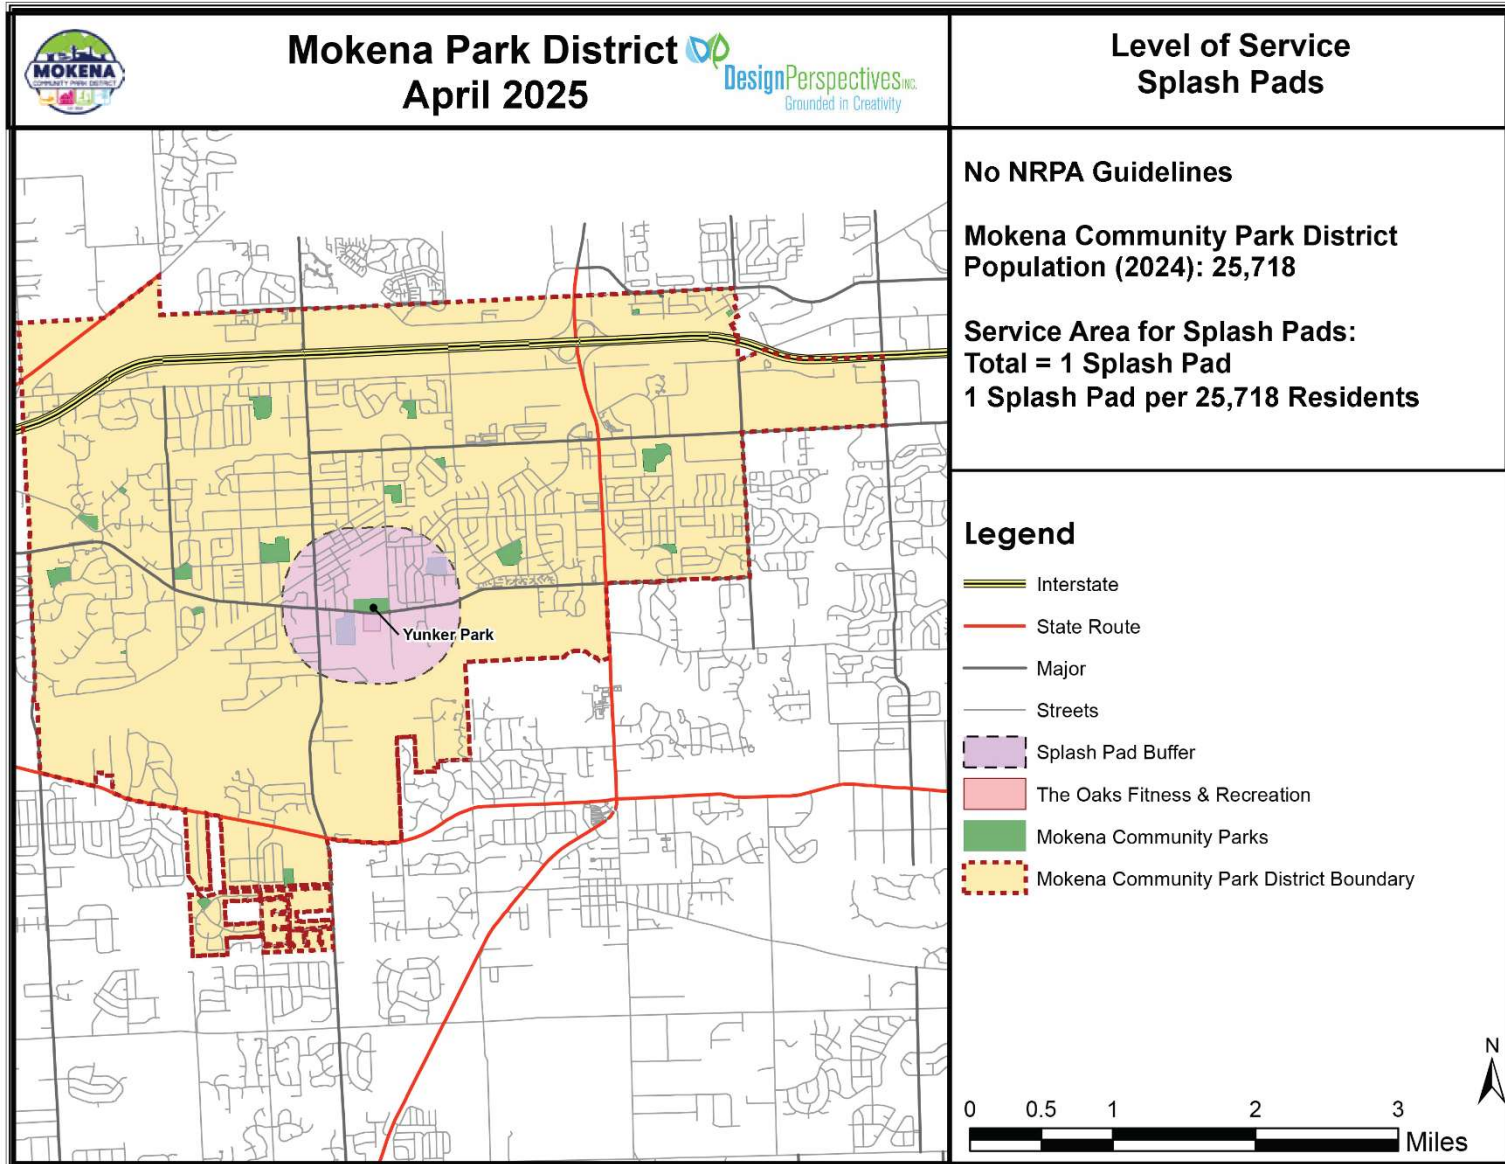 MOKENA
COMMUNITY PARK DISTRICT
Mokena Park District
April 2025
DesignPerspectives INC.
Grounded in Creativity
Level of Service
Splash Pads
No NRPA Guidelines
Mokena Community Park District
Population (2024): 25,718
Service Area for Splash Pads:
Total = 1 Splash Pad
1 Splash Pad per 25,718 Residents
Yunker Park
Legend
Interstate
State Route
Major
Streets
Splash Pad Buffer
The Oaks Fitness & Recreation
Mokena Community Parks
Mokena Community Park District Boundary
N
0 0.5 1 2 3
Miles